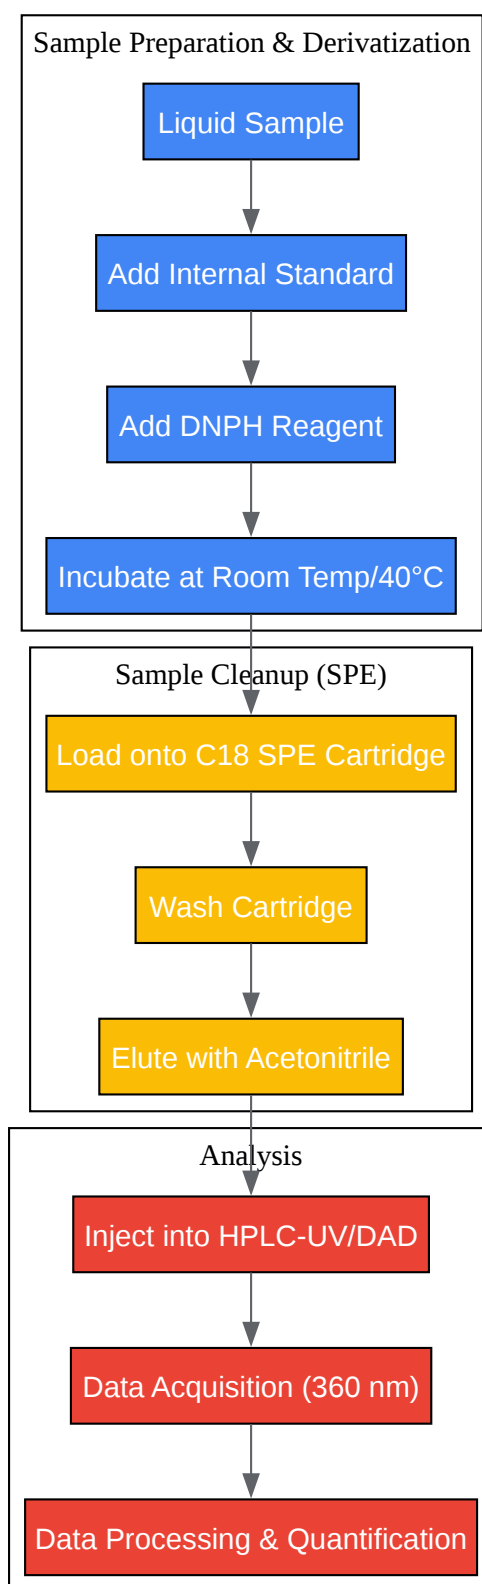 Sample Preparation & Derivatization
Liquid Sample
Add Internal Standard
Add DNPH Reagent
Incubate at Room Temp/40°C
Sample Cleanup (SPE)
Load onto C18 SPE Cartridge
Wash Cartridge
Elute with Acetonitrile
Analysis
Inject into HPLC-UV/DAD
Data Acquisition (360 nm)
Data Processing & Quantification